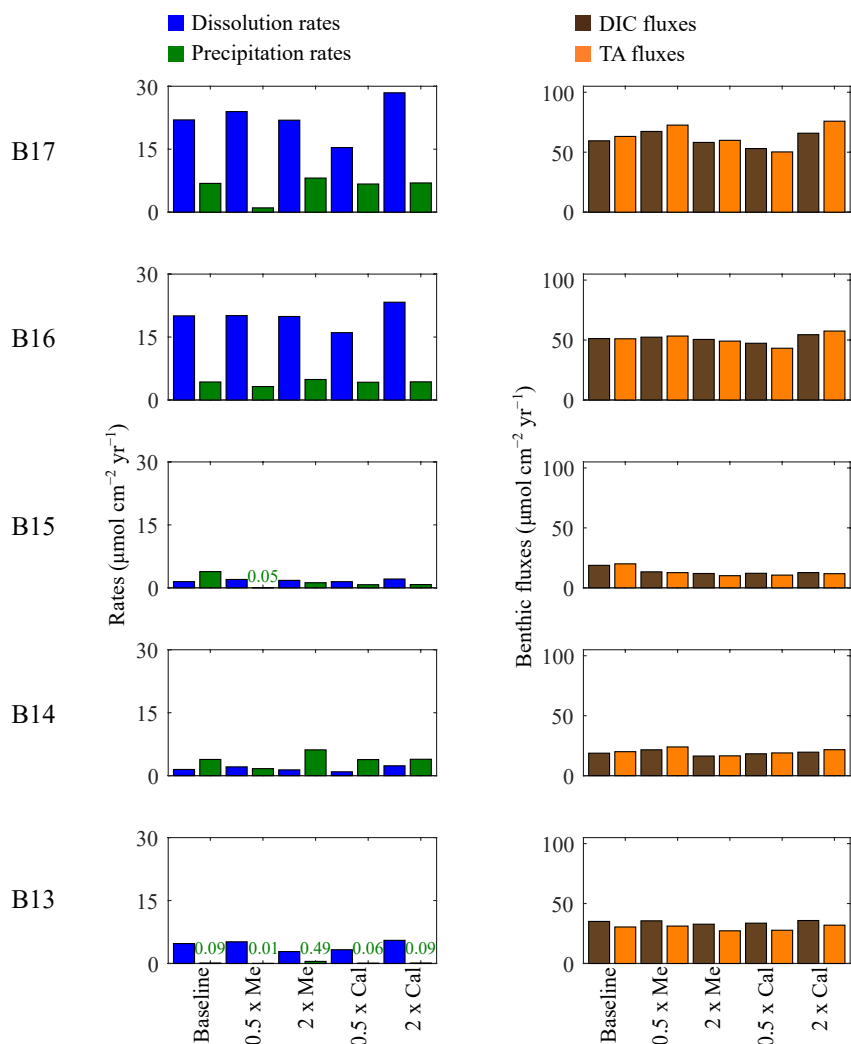 Dissolution rates
Precipitation rates
DIC fluxes
TA fluxes
B17
30
15
0
100
50
0
B16
30
15
0
100
50
0
B15
30
15
0
0.05
100
50
0
B14
30
15
0
100
50
0
B13
30
15
0
0.09
0.01
0.49
0.06
0.09
100
50
0
Rates (μmol cm−2 yr−1)
Benthic fluxes (μmol cm−2 yr−1)
Baseline
0.5 x Me
2 x Me
0.5 x Cal
2 x Cal
Baseline
0.5 x Me
2 x Me
0.5 x Cal
2 x Cal